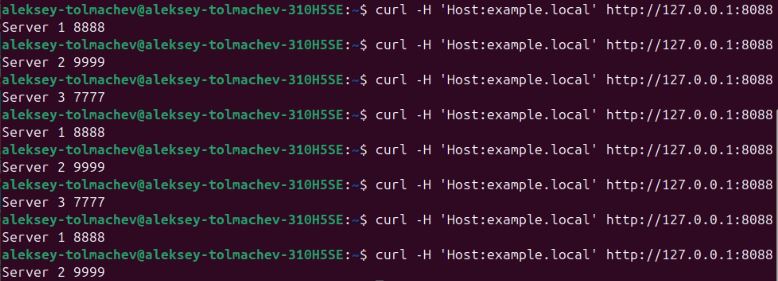 aleksey-tolmachev@aleksey-tolmachev-310H5SE:~$ curl -H 'Host:example.local' http://127.0.0.1:8088
Server 1 8888
aleksey-tolmachev@aleksey-tolmachev-310H5SE:~$ curl -H 'Host:example.local' http://127.0.0.1:8088
Server 2 9999
aleksey-tolmachev@aleksey-tolmachev-310H5SE:~$ curl -H 'Host:example.local' http://127.0.0.1:8088
Server 3 7777
aleksey-tolmachev@aleksey-tolmachev-310H5SE:~$ curl -H 'Host:example.local' http://127.0.0.1:8088
Server 1 8888
aleksey-tolmachev@aleksey-tolmachev-310H5SE:~$ curl -H 'Host:example.local' http://127.0.0.1:8088
Server 2 9999
aleksey-tolmachev@aleksey-tolmachev-310H5SE:~$ curl -H 'Host:example.local' http://127.0.0.1:8088
Server 3 7777
aleksey-tolmachev@aleksey-tolmachev-310H5SE:~$ curl -H 'Host:example.local' http://127.0.0.1:8088
Server 1 8888
aleksey-tolmachev@aleksey-tolmachev-310H5SE:~$ curl -H 'Host:example.local' http://127.0.0.1:8088
Server 2 9999